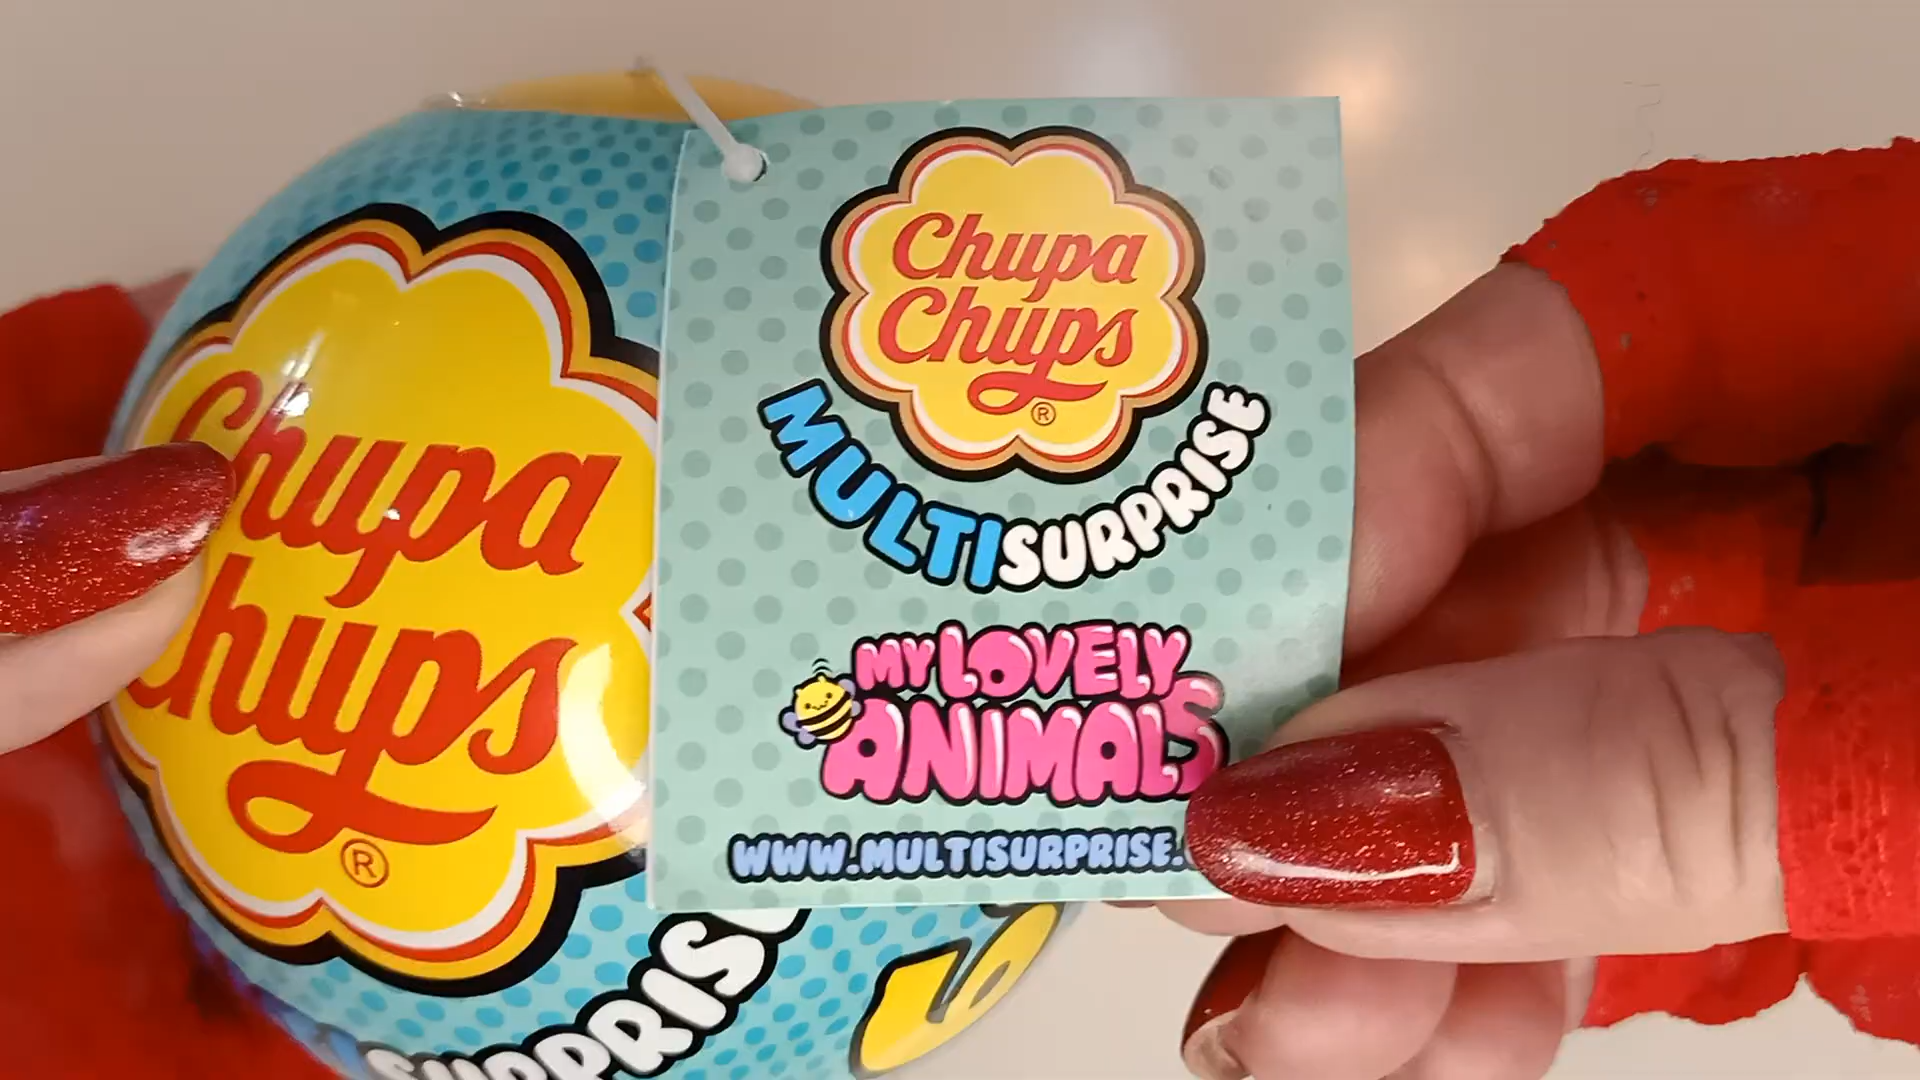 Chupa
Chups
®
SURPRISE
Chupa
Chups
®
MULTISURPRISE
MY LOVELY
ANIMALS
WWW.MULTISURPRISE.